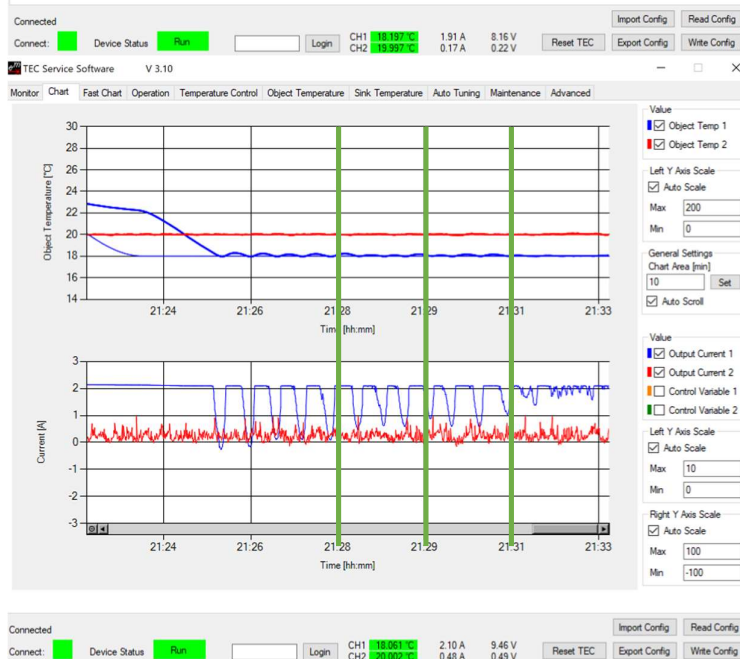 Connected
Import Config Read Config
Connect: Device Status Run Login CH1 18.197 °C 1.91 A 8.16 V Reset TEC Export Config Write Config
CH2 19.997 °C 0.17 A 0.22 V
TEC Service Software V 3.10
Monitor Chart Fast Chart Operation Temperature Control Object Temperature Sink Temperature Auto Tuning Maintenance Advanced
30
28
26
24
22
20
18
16
14
Object Temperature [°C]
21:24 21:26 21:28 21:29 21:31 21:33
Time [hh:mm]
Value
Object Temp 1
Object Temp 2
Left Y Axis Scale
Auto Scale
Max 200
Min 0
General Settings
Chart Area [min]
10 Set
Auto Scroll
3
2
1
0
-1
-2
-3
Current [A]
21:24 21:26 21:28 21:29 21:31 21:33
Time [hh:mm]
Value
Output Current 1
Output Current 2
Control Variable 1
Control Variable 2
Left Y Axis Scale
Auto Scale
Max 10
Min 0
Right Y Axis Scale
Auto Scale
Max 100
Min -100
Connected
Import Config Read Config
Connect: Device Status Run Login CH1 18.061 °C 2.10 A 9.46 V Reset TEC Export Config Write Config
CH2 20.002 °C 0.48 A 0.49 V